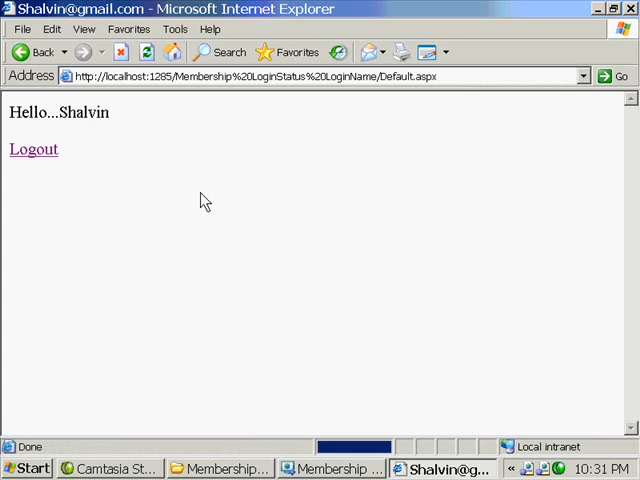 Shalvin@gmail.com - Microsoft Internet Explorer
File Edit View Favorites Tools Help
Back Search Favorites
Address http://localhost:1285/Membership%20LoginStatus%20LoginName/Default.aspx Go
Hello...Shalvin
Logout
Done Local intranet
Start Camtasia St... Membership... Membership ... Shalvin@g... « 10:31 PM